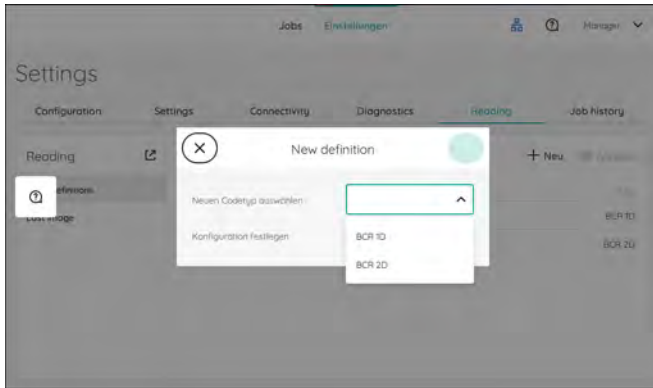 Jobs Einstellungen Manager
Settings
Configuration Settings Connectivity Diagnostics Reading Job history
Reading New definition Neu
Neuen Codetyp auswählen
Last image BCR 1D
Konfiguration festlegen BCR 1D
BCR 2D
BCR 2D